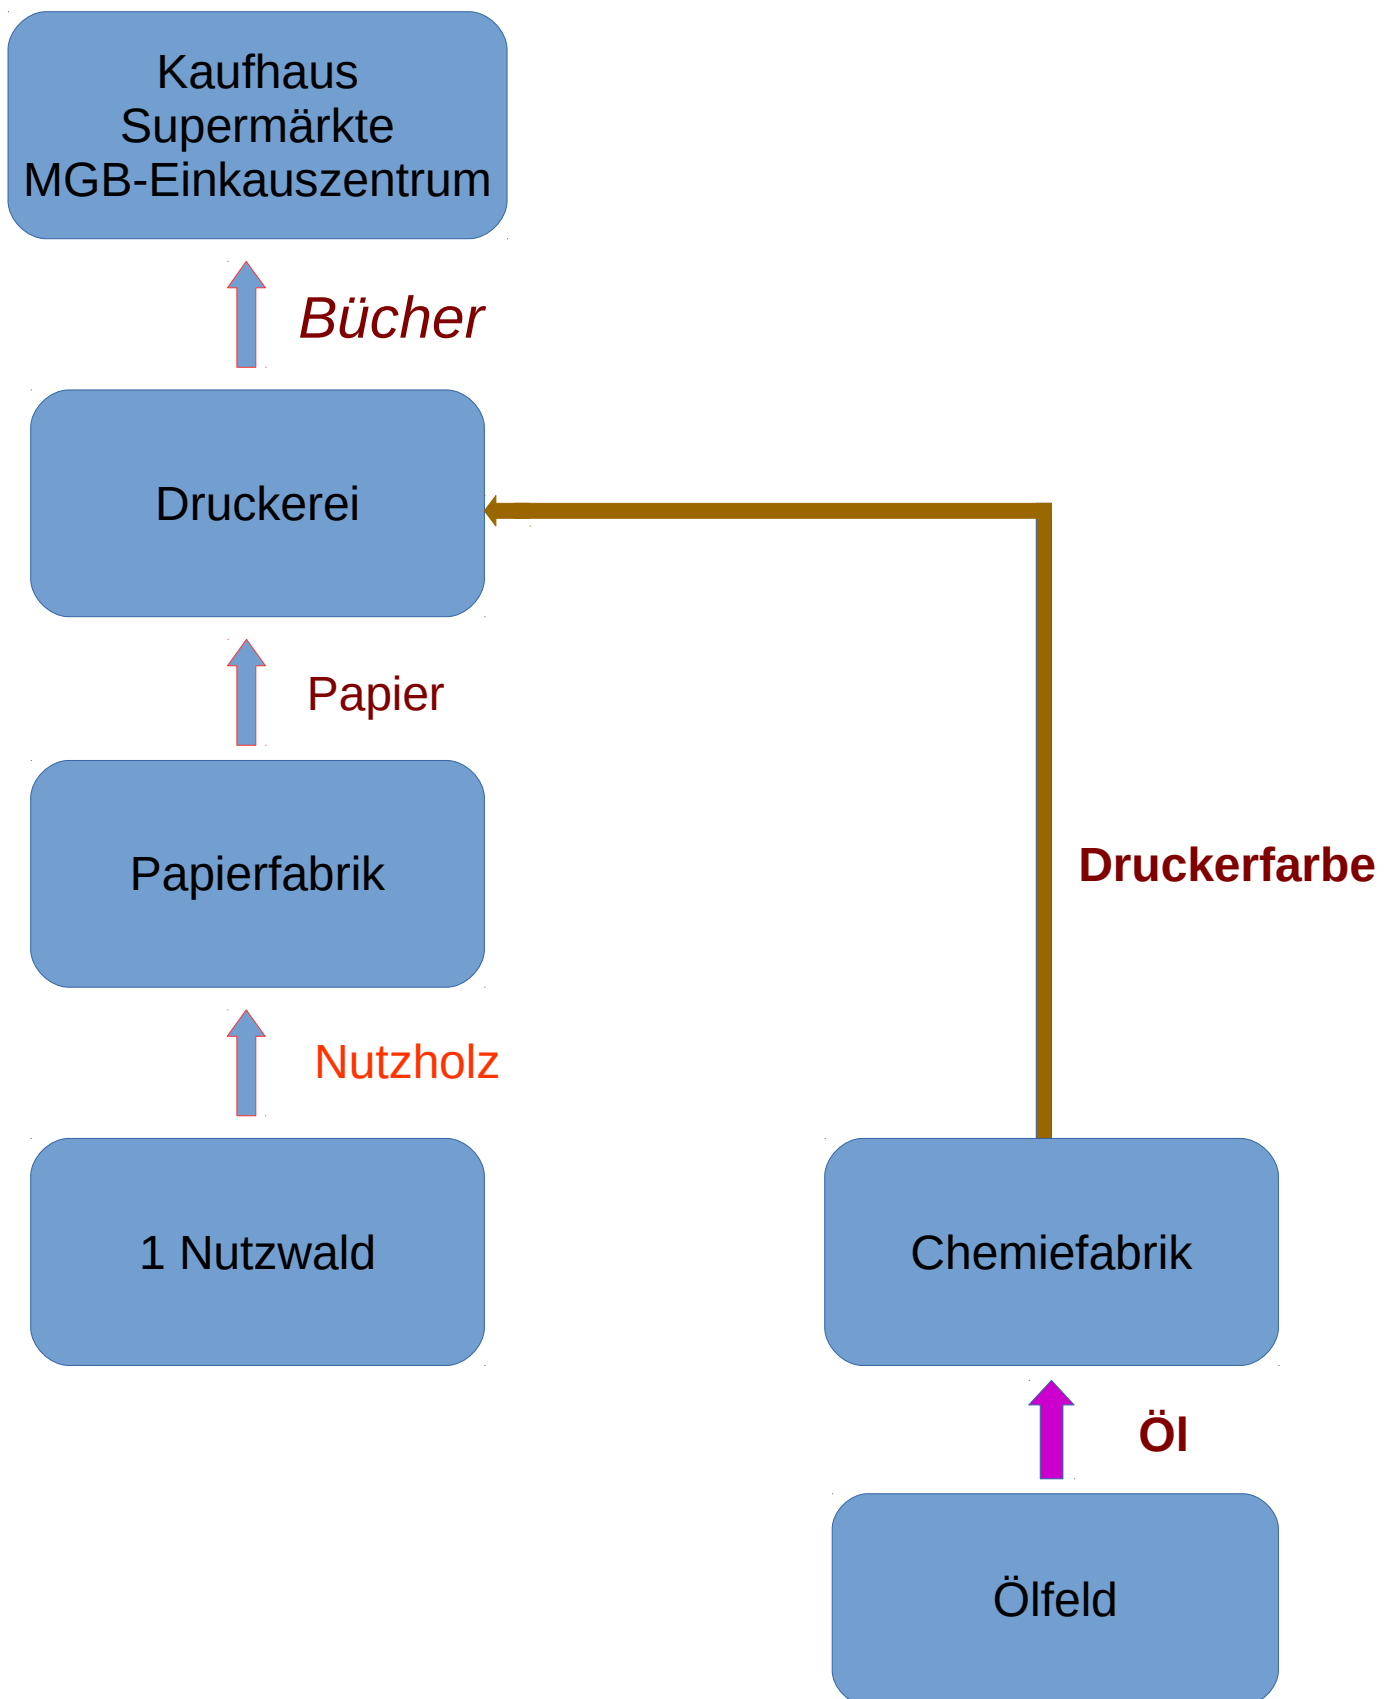 Kaufhaus
Supermärkte
MGB-Einkauszentrum
Bücher
Druckerei
Papier
Papierfabrik
Druckerfarbe
Nutzholz
1 Nutzwald
Chemiefabrik
Öl
Ölfeld